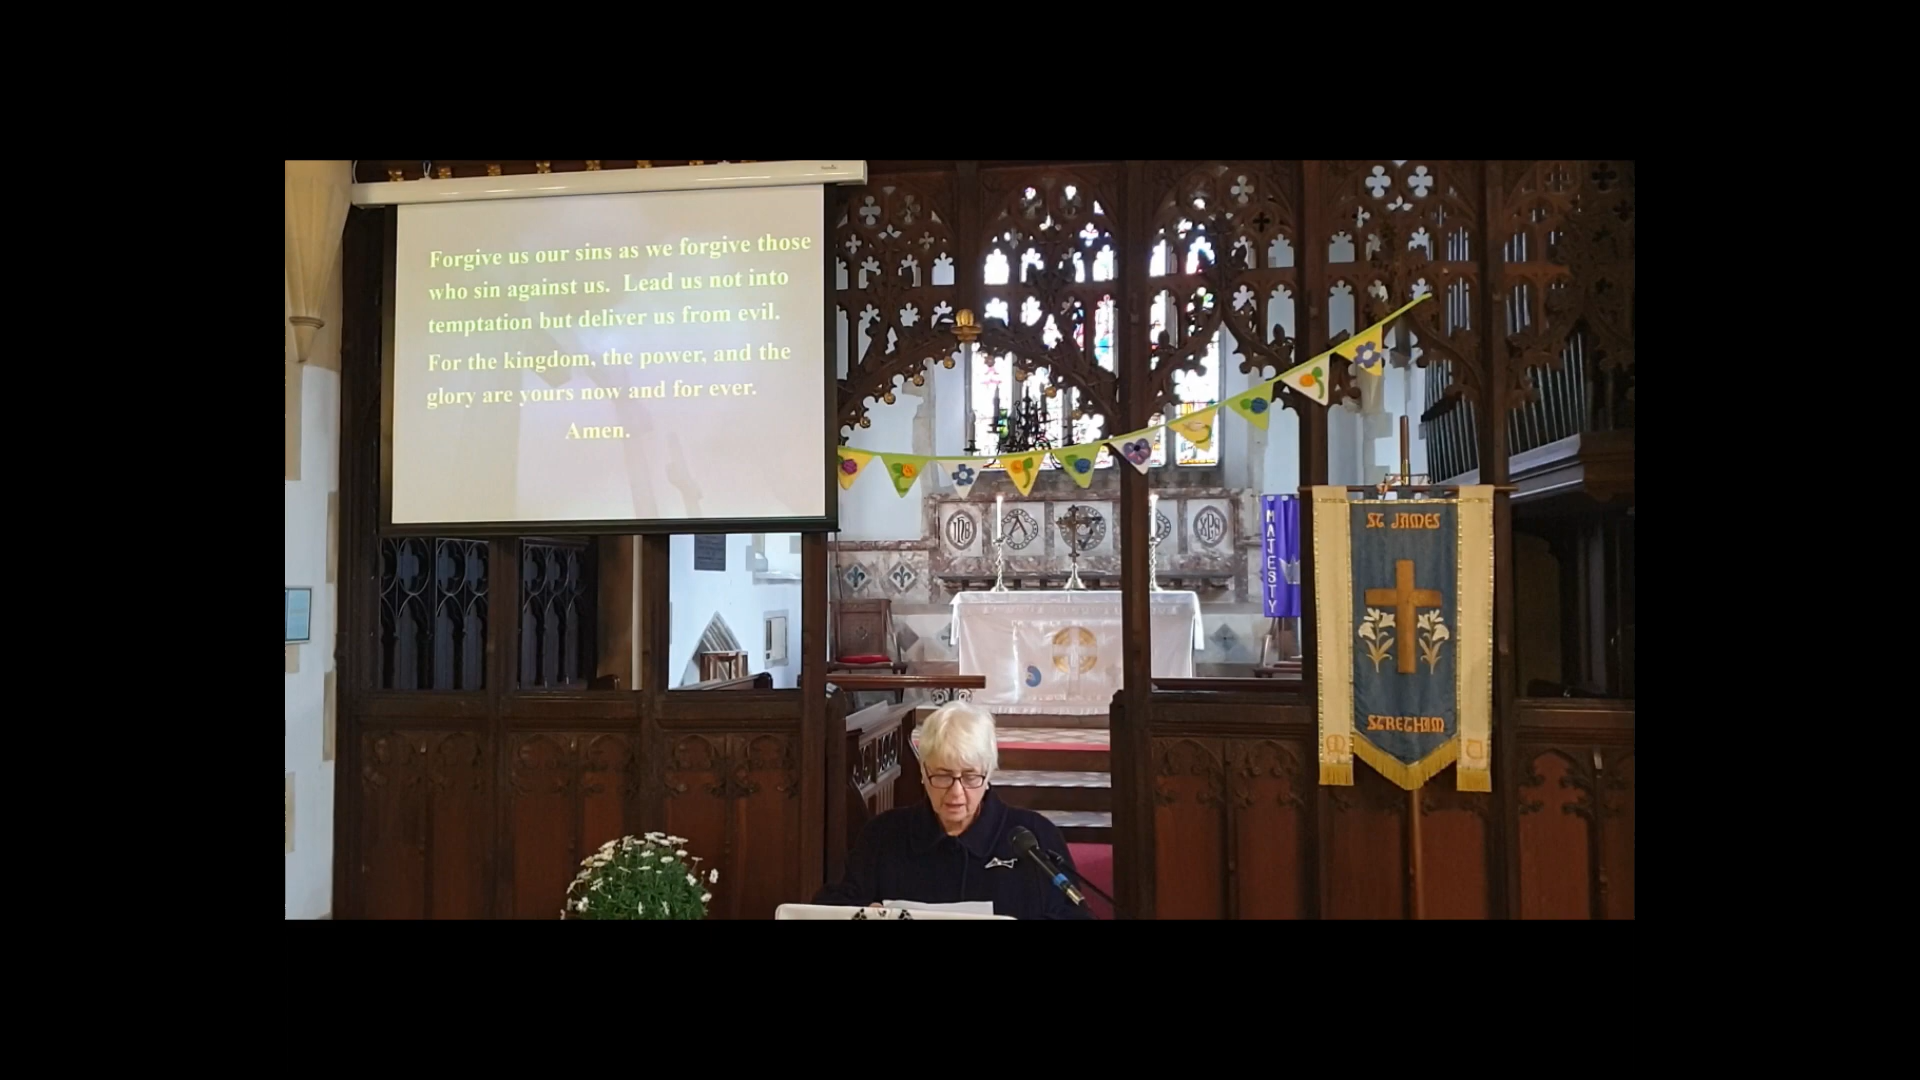 Forgive us our sins as we forgive those
who sin against us. Lead us not into
temptation but deliver us from evil.
For the kingdom, the power, and the
glory are yours now and for ever.
Amen.
IHS
XPS
MAJESTY
ST JAMES
STRETHAM
M
U